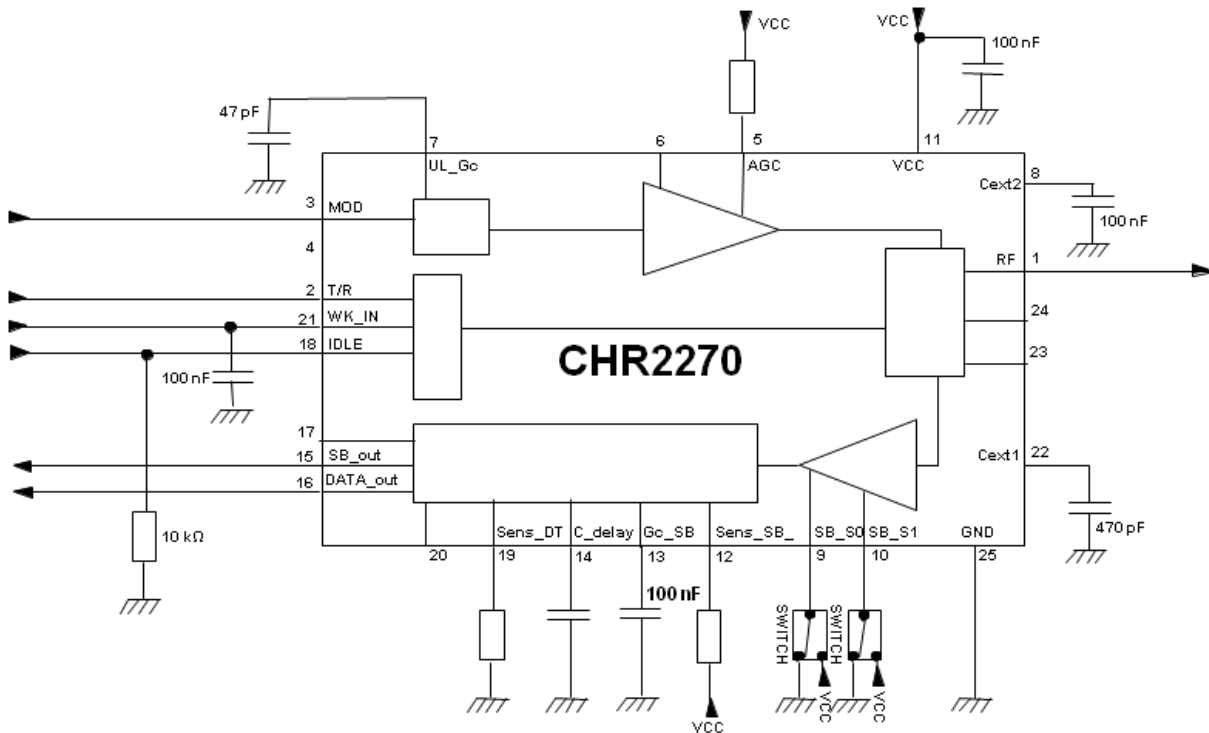 VCC
VCC
100 nF
47 pF
7
6
5
11
UL_Gc
AGC
VCC
8
Cext2
3
MOD
100 nF
4
RF
1
2
T/R
21
WK_IN
24
18
IDLE
23
CHR2270
100 nF
17
15
SB_out
Cext1
22
16
DATA_out
470 pF
10 kΩ
Sens_DT
C_delay
Gc_SB
Sens_SB_
SB_S0
SB_S1
GND
20
19
14
13
12
9
10
25
100 nF
SWITCH
SWITCH
VCC
VCC
VCC